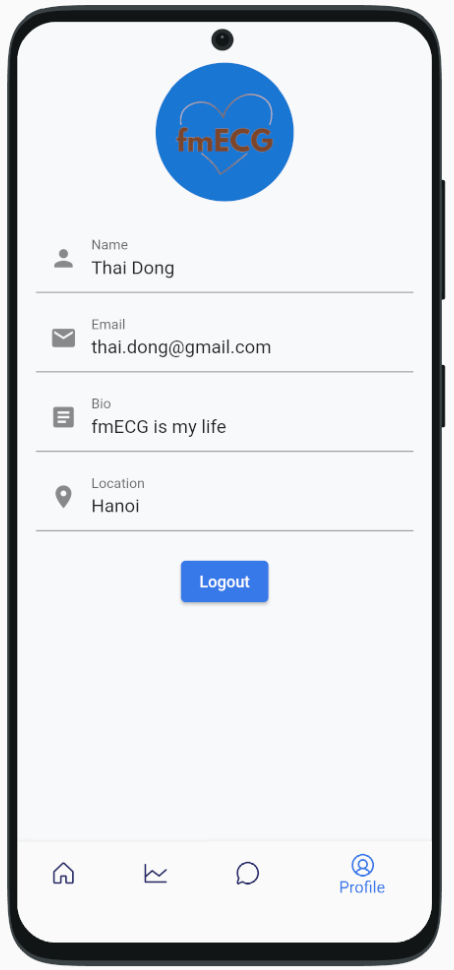 fmECG
Name
Thai Dong
Email
thai.dong@gmail.com
Bio
fmECG is my life
Location
Hanoi
Logout
Profile